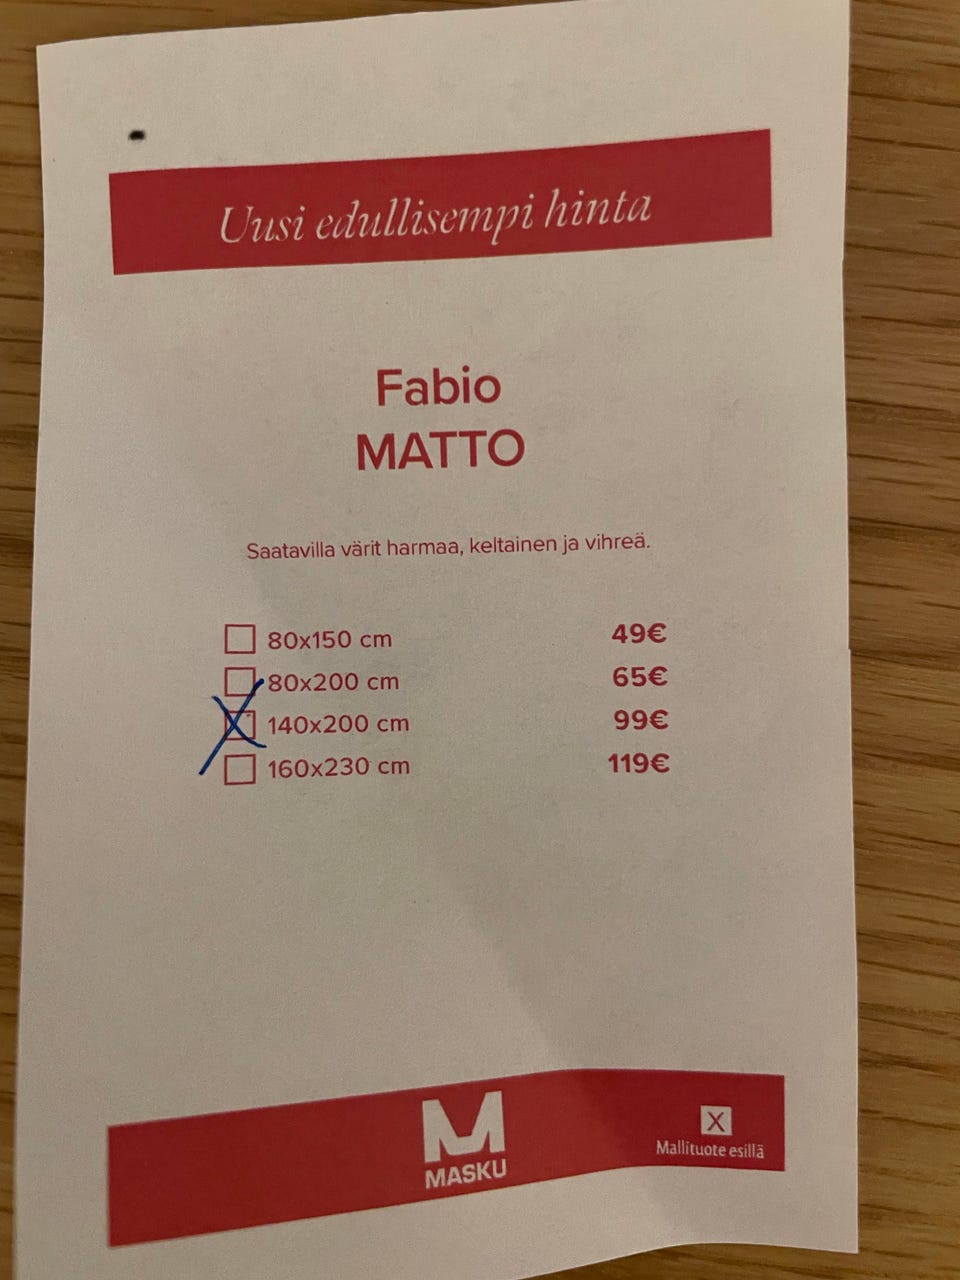 Uusi edullisempi hinta
Fabio
MATTO
Saatavilla värit harmaa, keltainen ja vihreä.
80x150 cm 49€
80x200 cm 65€
140x200 cm 99€
160x230 cm 119€
MASKU
X
Mallituote esillä